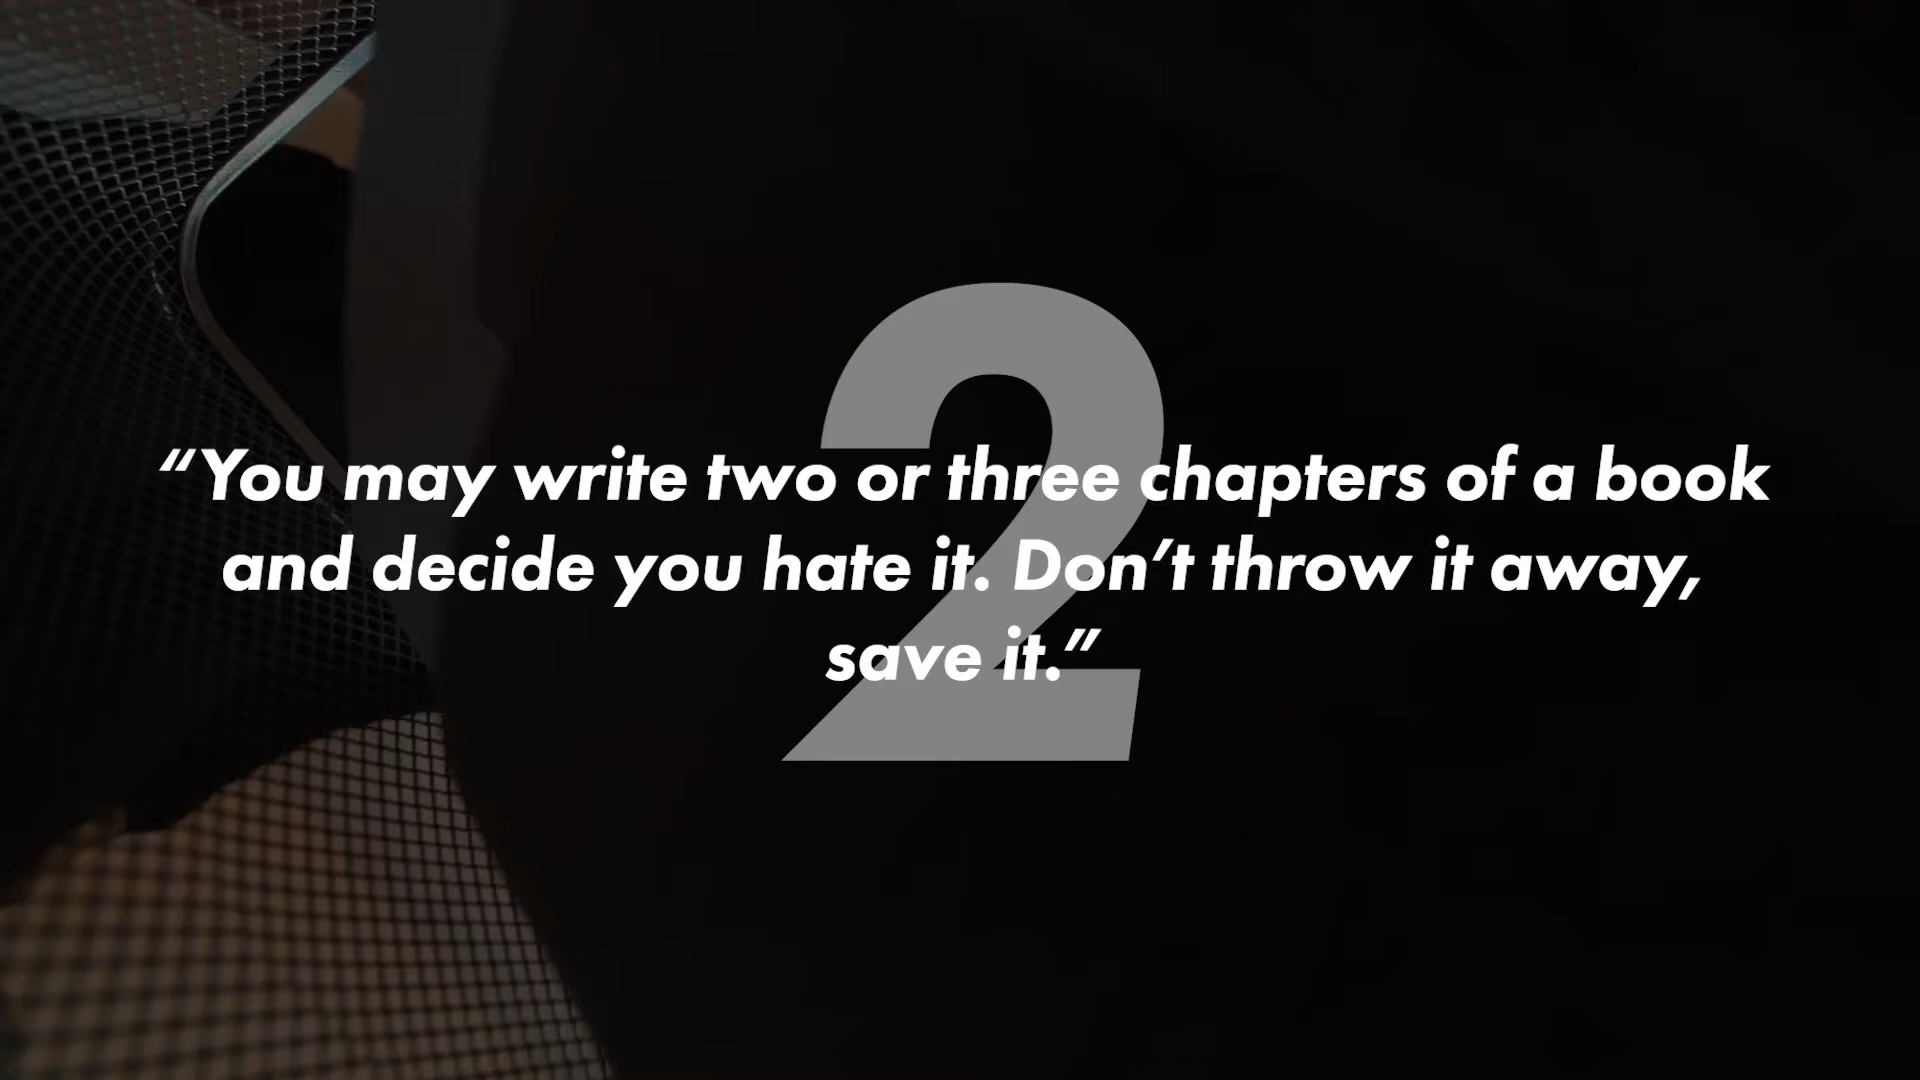 2
“You may write two or three chapters of a book
and decide you hate it. Don’t throw it away,
save it.”